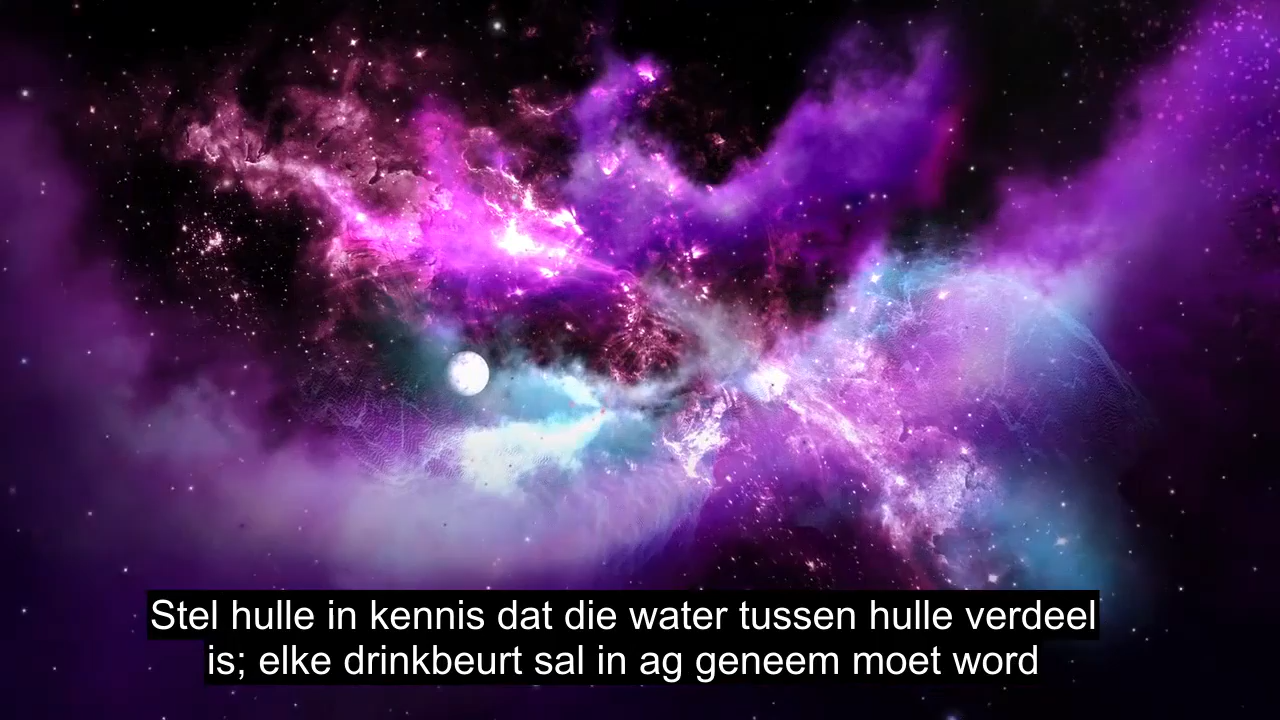 Stel hulle in kennis dat die water tussen hulle verdeel
is; elke drinkbeurt sal in ag geneem moet word